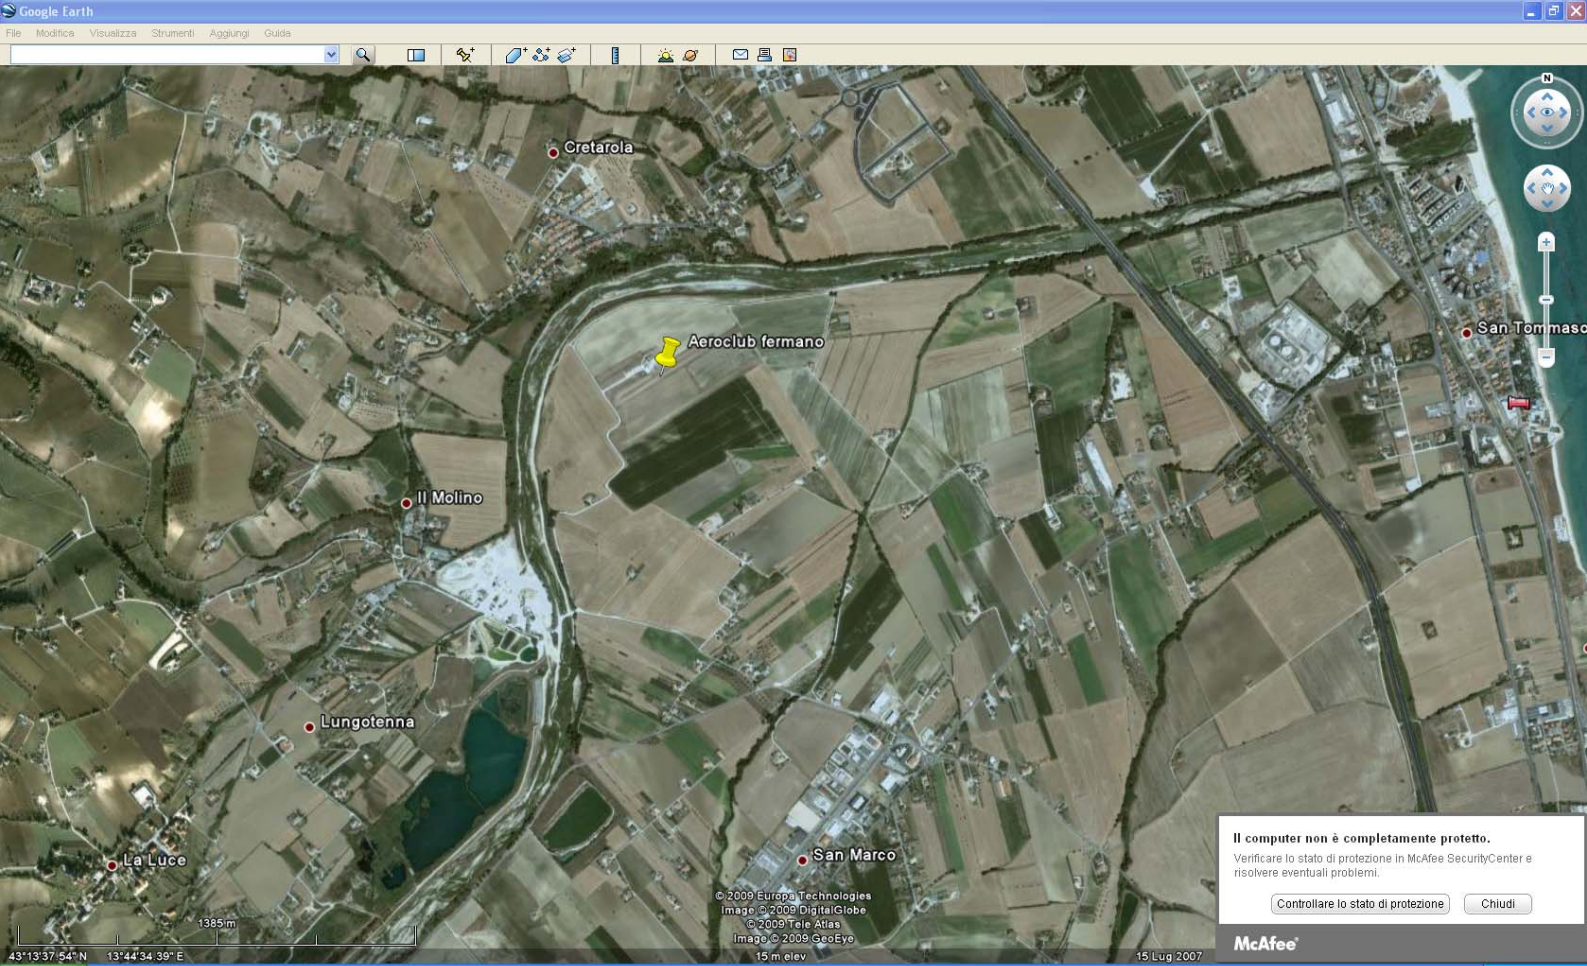 Google Earth
File Modifica Visualizza Strumenti Aggiungi Guida
N
Cretarola
San Tommaso
Aeroclub fermano
Il Molino
Lungotenna
La Luce
San Marco
Il computer non è completamente protetto.
Verificare lo stato di protezione in McAfee SecurityCenter e
risolvere eventuali problemi.
Controllare lo stato di protezione Chiudi
McAfee
© 2009 Europa Technologies
Image © 2009 DigitalGlobe
© 2009 Tele Atlas
Image © 2009 GeoEye
1385 m
43°13'37.54" N 13°44'34.39" E
15 m elev
15 Lug 2007